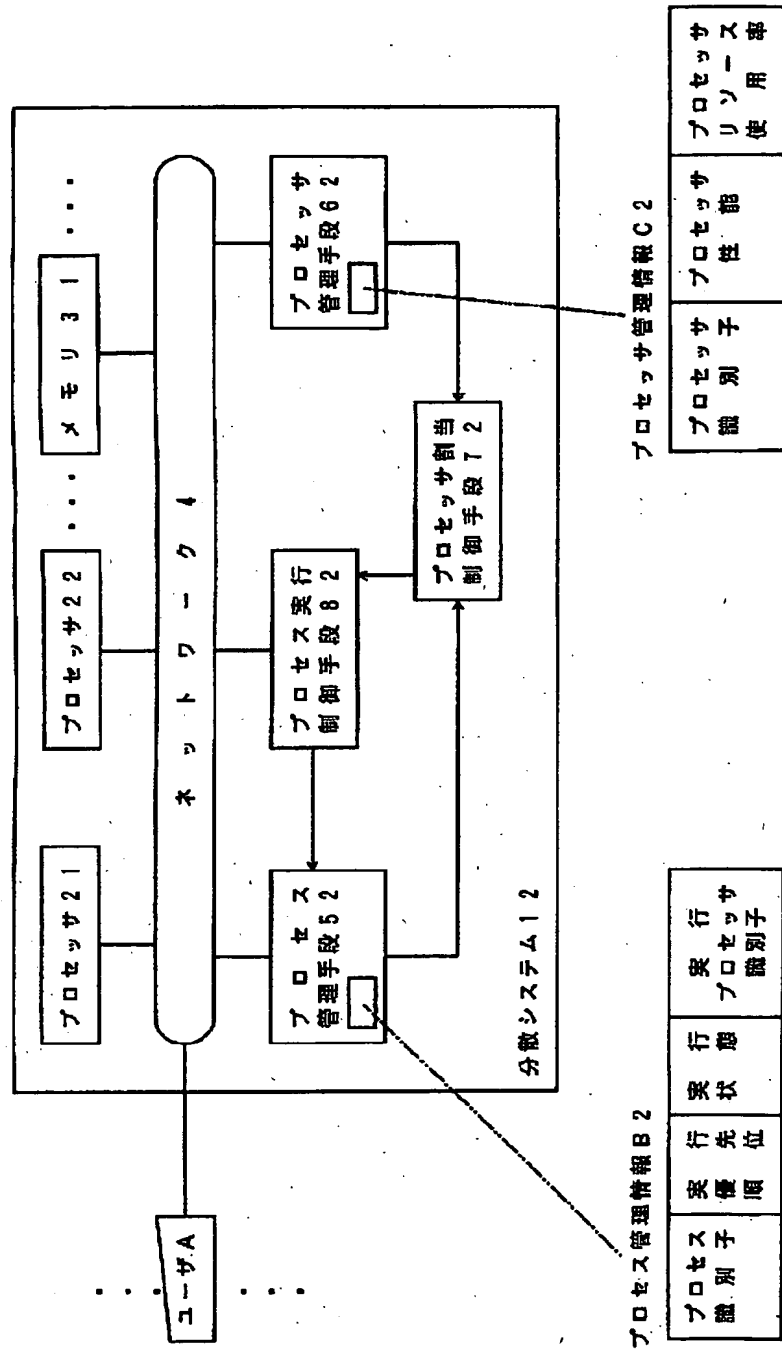 ユーザA
プロセッサ21
プロセッサ22
メモリ31
ネットワーク 4
プロセス
管理手段52
プロセス実行
制御手段82
プロセッサ
管理手段62
プロセッサ割当
制御手段72
分散システム12
プロセス管理情報B2
プロセス
識別子
実行
優先
順位
実行
状態
実行
プロセッサ
識別子
プロセッサ管理情報C2
プロセッサ
識別子
プロセッサ
性能
プロセッサ
リソース
使用率